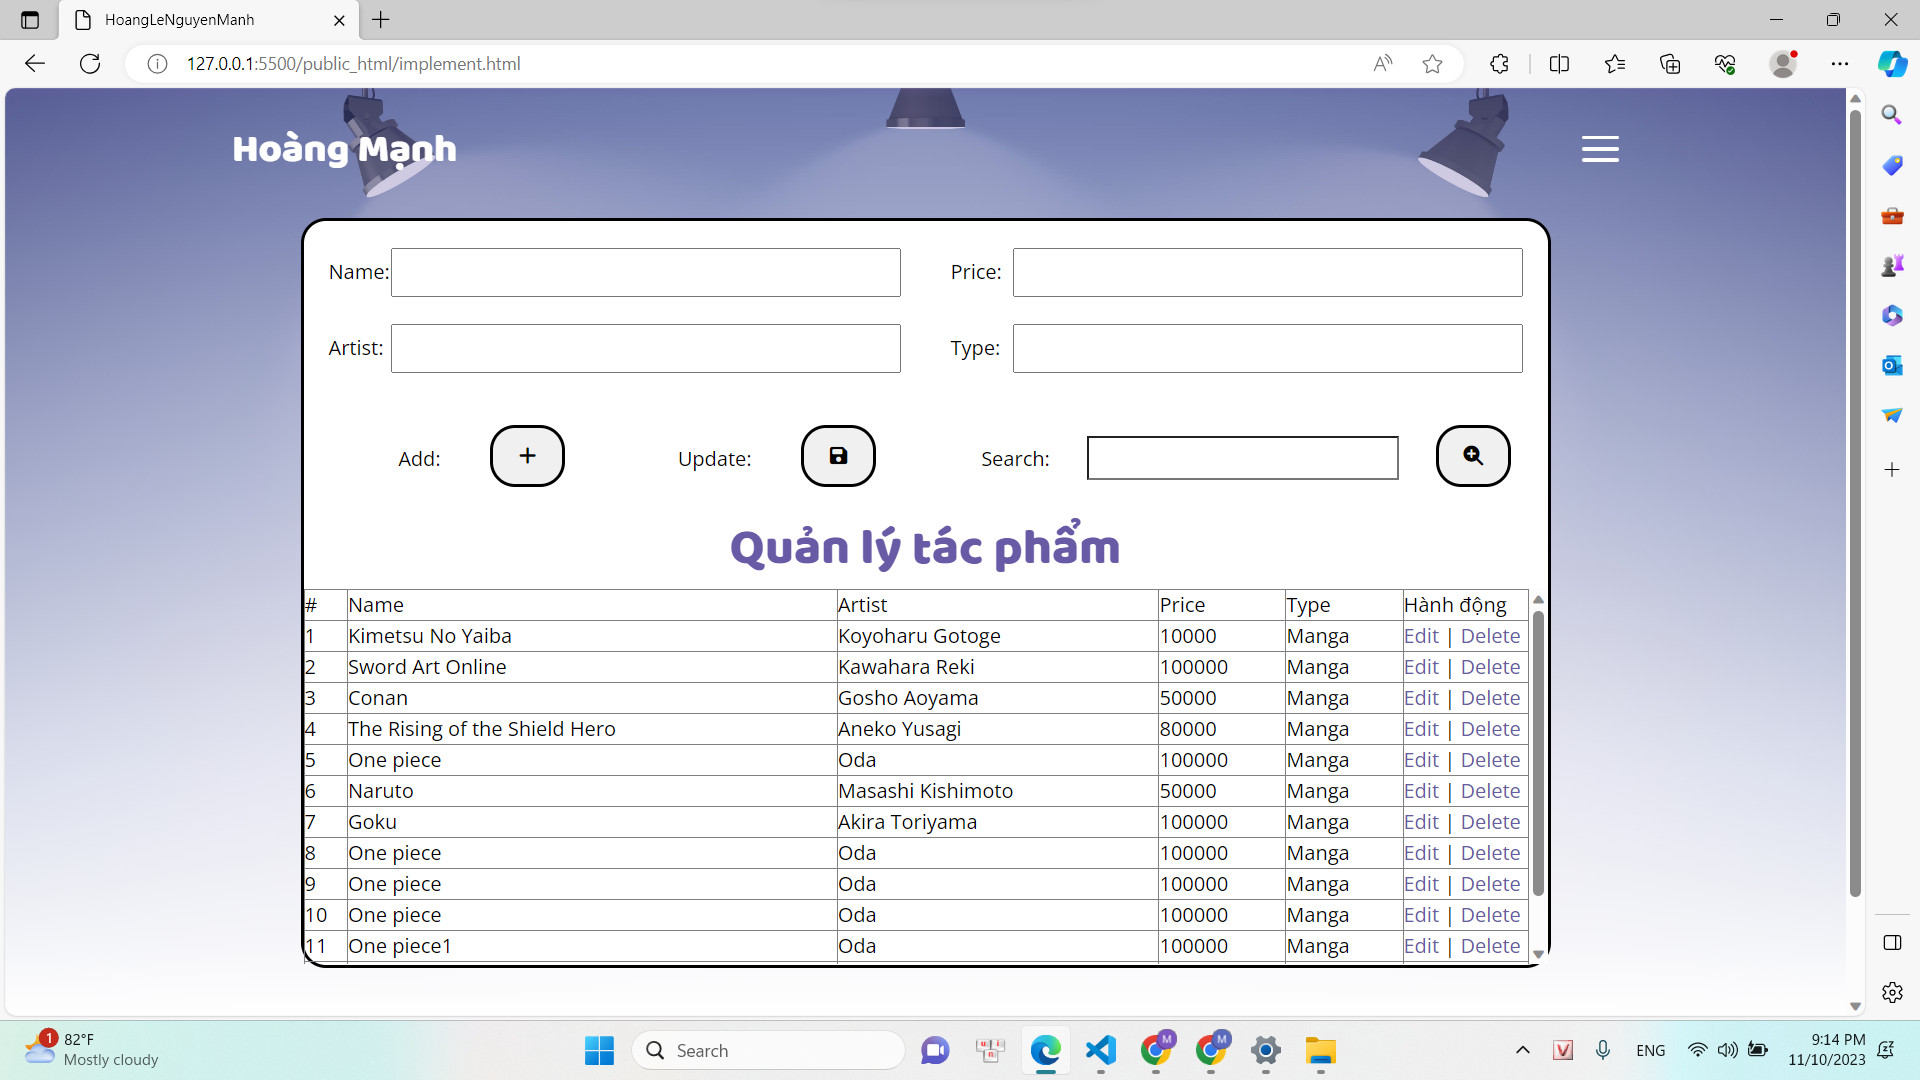 HoangLeNguyenManh
127.0.0.1:5500/public_html/implement.html
Hoàng Mạnh
Name: Price:
Artist: Type:
Add: Update: Search:
Quản lý tác phẩm
# Name Artist Price Type Hành động
1 Kimetsu No Yaiba Koyoharu Gotoge 10000 Manga Edit | Delete
2 Sword Art Online Kawahara Reki 100000 Manga Edit | Delete
3 Conan Gosho Aoyama 50000 Manga Edit | Delete
4 The Rising of the Shield Hero Aneko Yusagi 80000 Manga Edit | Delete
5 One piece Oda 100000 Manga Edit | Delete
6 Naruto Masashi Kishimoto 50000 Manga Edit | Delete
7 Goku Akira Toriyama 100000 Manga Edit | Delete
8 One piece Oda 100000 Manga Edit | Delete
9 One piece Oda 100000 Manga Edit | Delete
10 One piece Oda 100000 Manga Edit | Delete
11 One piece1 Oda 100000 Manga Edit | Delete
1 82°F
Mostly cloudy
Search
M
M
V
ENG
9:14 PM
11/10/2023